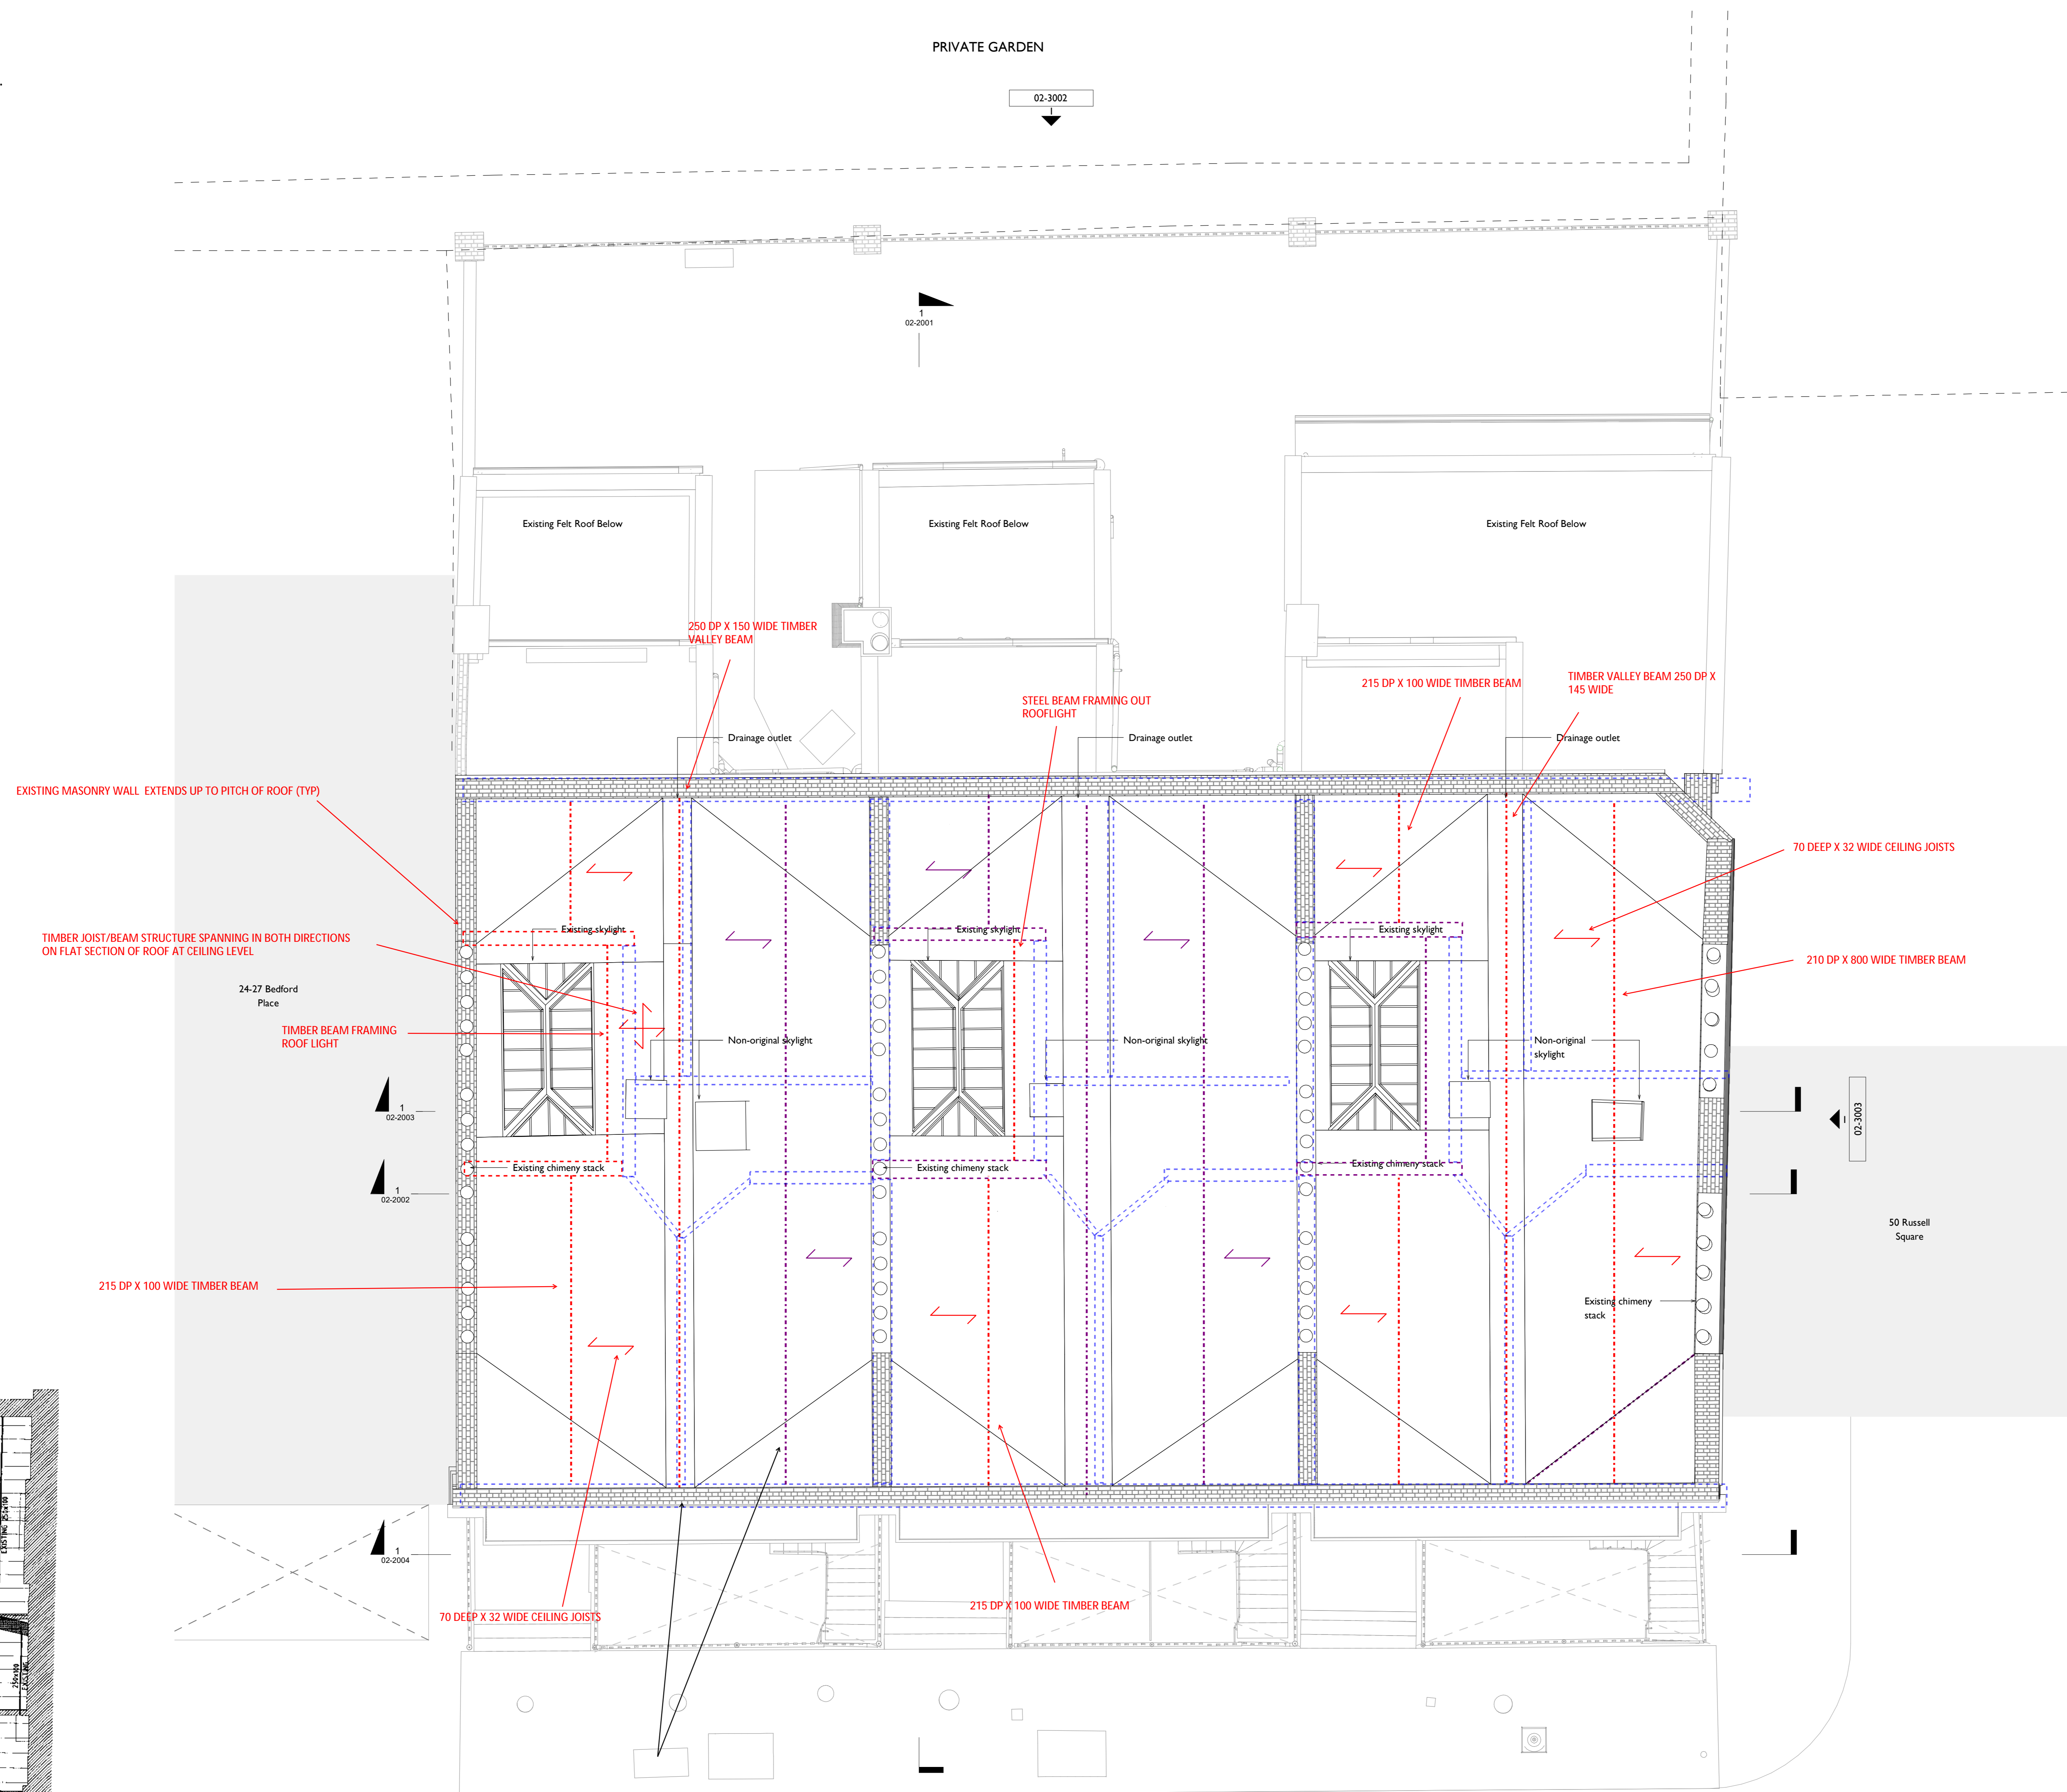 PRIVATE GARDEN
02-3002
1
02-2001
Existing Felt Roof Below
Existing Felt Roof Below
Existing Felt Roof Below
250 DP X 150 WIDE TIMBER
VALLEY BEAM
STEEL BEAM FRAMING OUT
ROOFLIGHT
215 DP X 100 WIDE TIMBER BEAM
TIMBER VALLEY BEAM 250 DP X
145 WIDE
Drainage outlet
Drainage outlet
Drainage outlet
EXISTING MASONRY WALL EXTENDS UP TO PITCH OF ROOF (TYP)
70 DEEP X 32 WIDE CEILING JOISTS
TIMBER JOIST/BEAM STRUCTURE SPANNING IN BOTH DIRECTIONS
ON FLAT SECTION OF ROOF AT CEILING LEVEL
Existing skylight
Existing skylight
Existing skylight
210 DP X 800 WIDE TIMBER BEAM
24-27 Bedford
Place
TIMBER BEAM FRAMING
ROOF LIGHT
Non-original skylight
Non-original skylight
Non-original
skylight
1
02-2003
02-3003
Existing chimeny stack
Existing chimeny stack
Existing chimeny stack
1
02-2002
50 Russell
Square
215 DP X 100 WIDE TIMBER BEAM
Existing chimeny
stack
1
02-2004
EXISTING 25x100
70 DEEP X 32 WIDE CEILING JOISTS
215 DP X 100 WIDE TIMBER BEAM
250x100
EXISTING